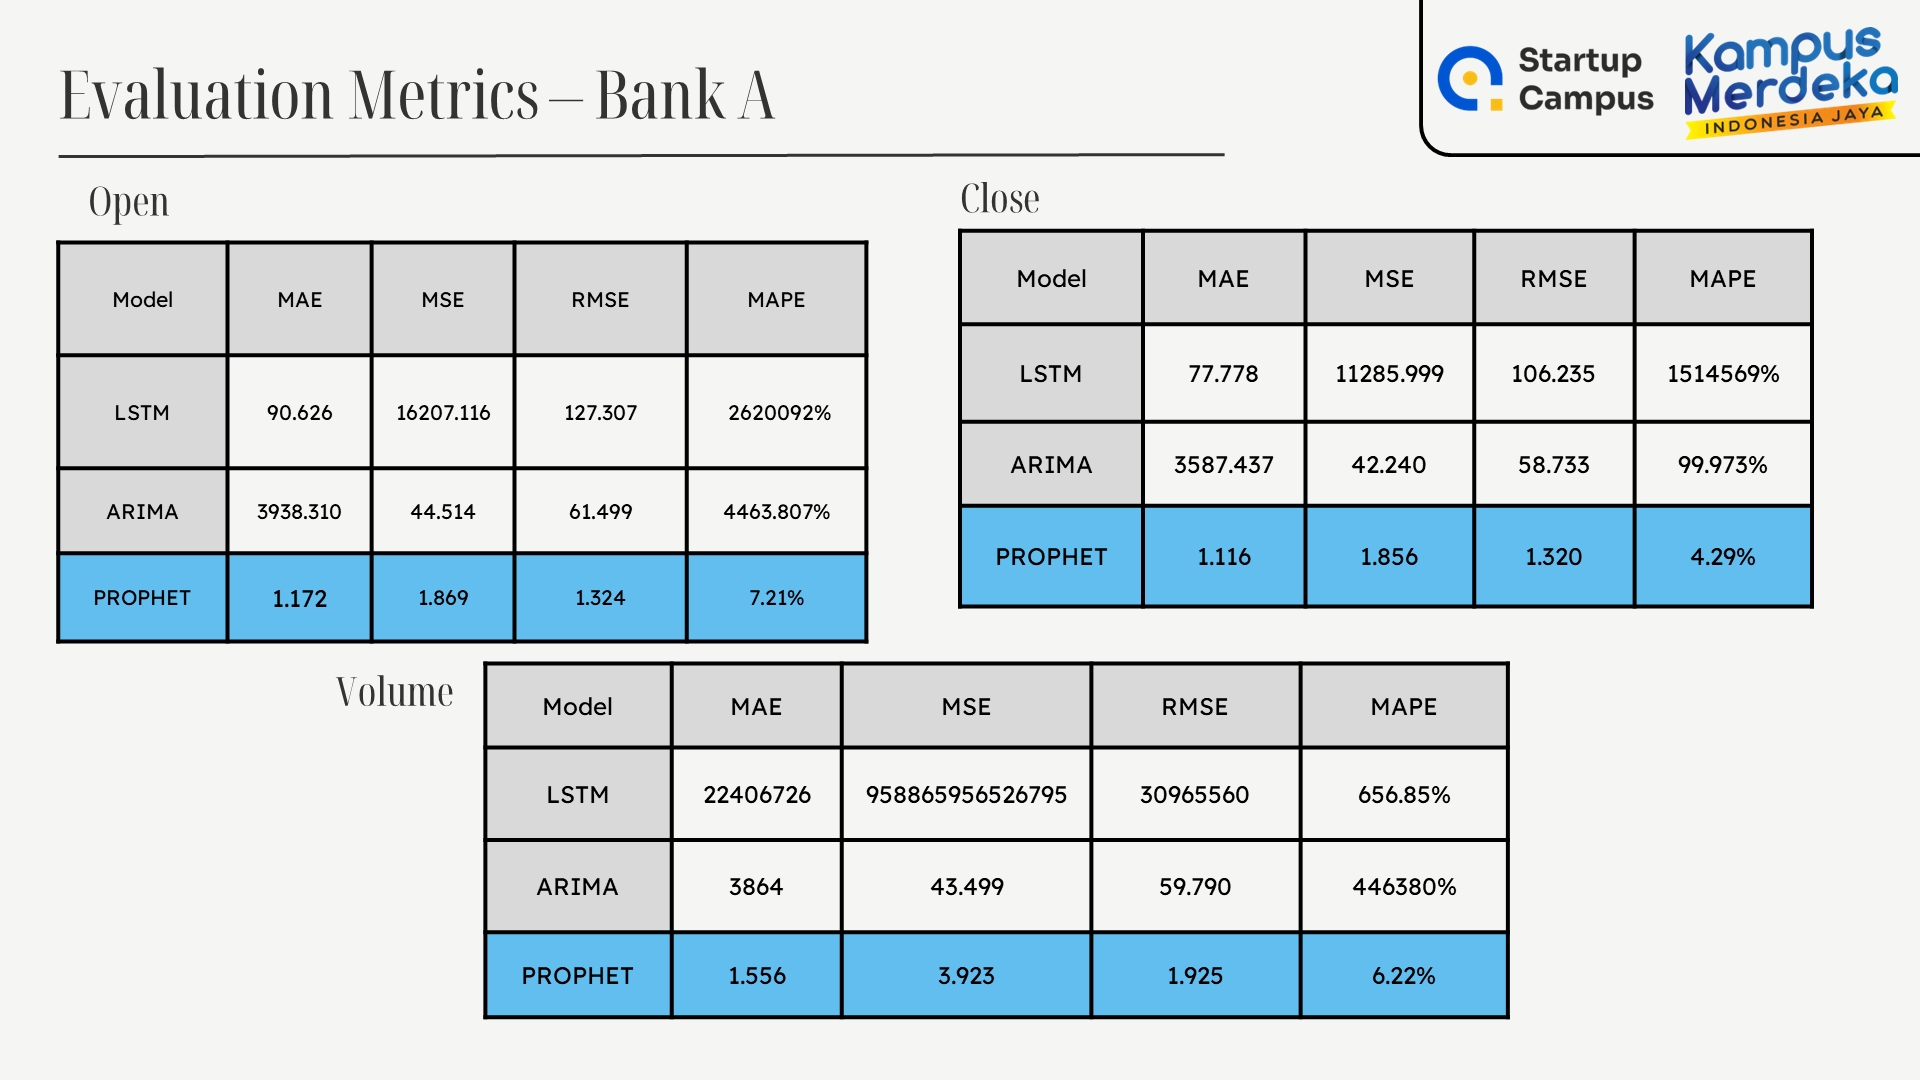 Evaluation Metrics – Bank A
Startup
Campus
Kampus
Merdeka
INDONESIA JAYA
Open
Model MAE MSE RMSE MAPE
LSTM 90.626 16207.116 127.307 2620092%
ARIMA 3938.310 44.514 61.499 4463.807%
PROPHET 1.172 1.869 1.324 7.21%
Close
Model MAE MSE RMSE MAPE
LSTM 77.778 11285.999 106.235 1514569%
ARIMA 3587.437 42.240 58.733 99.973%
PROPHET 1.116 1.856 1.320 4.29%
Volume
Model MAE MSE RMSE MAPE
LSTM 22406726 958865956526795 30965560 656.85%
ARIMA 3864 43.499 59.790 446380%
PROPHET 1.556 3.923 1.925 6.22%